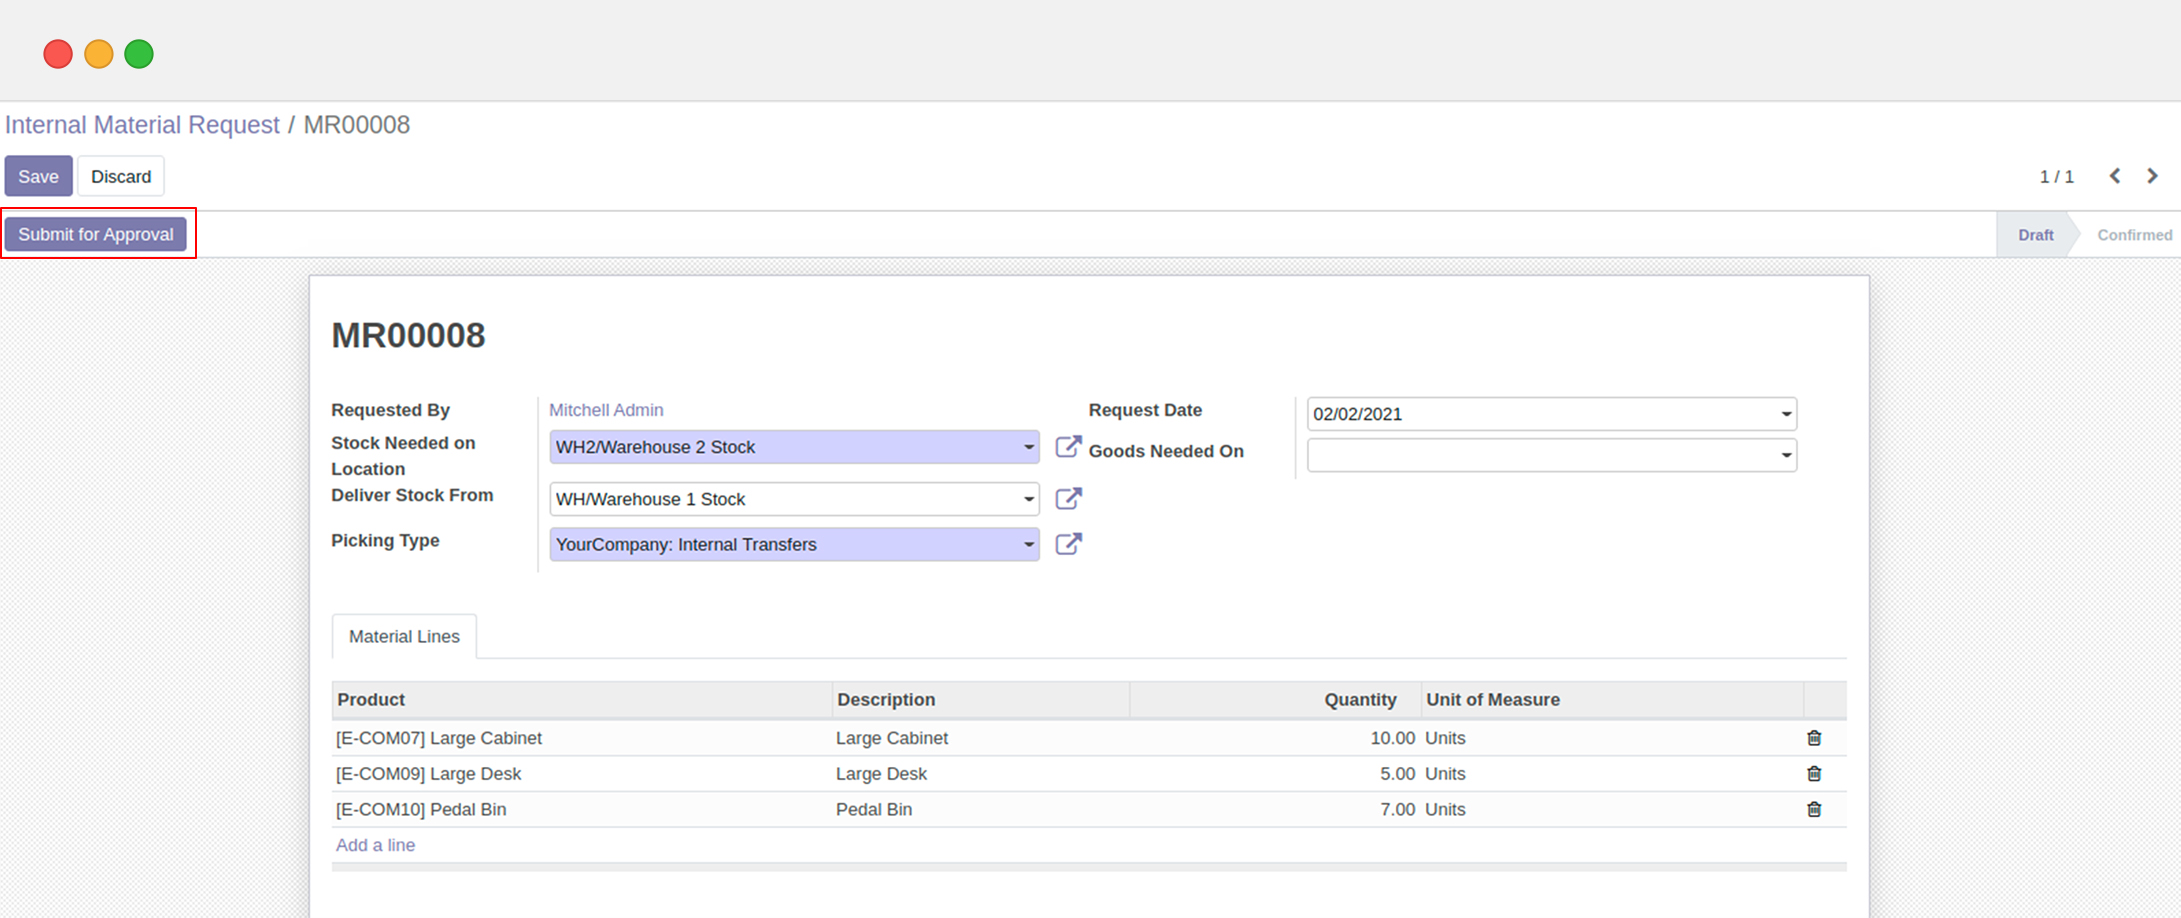 Internal Material Request / MR00008
Save Discard 1 / 1
Submit for Approval Draft Confirmed
MR00008
Requested By Mitchell Admin Request Date 02/02/2021
Stock Needed on Location WH2/Warehouse 2 Stock Goods Needed On
Deliver Stock From WH/Warehouse 1 Stock
Picking Type YourCompany: Internal Transfers
Material Lines
Product Description Quantity Unit of Measure
[E-COM07] Large Cabinet Large Cabinet 10.00 Units
[E-COM09] Large Desk Large Desk 5.00 Units
[E-COM10] Pedal Bin Pedal Bin 7.00 Units
Add a line